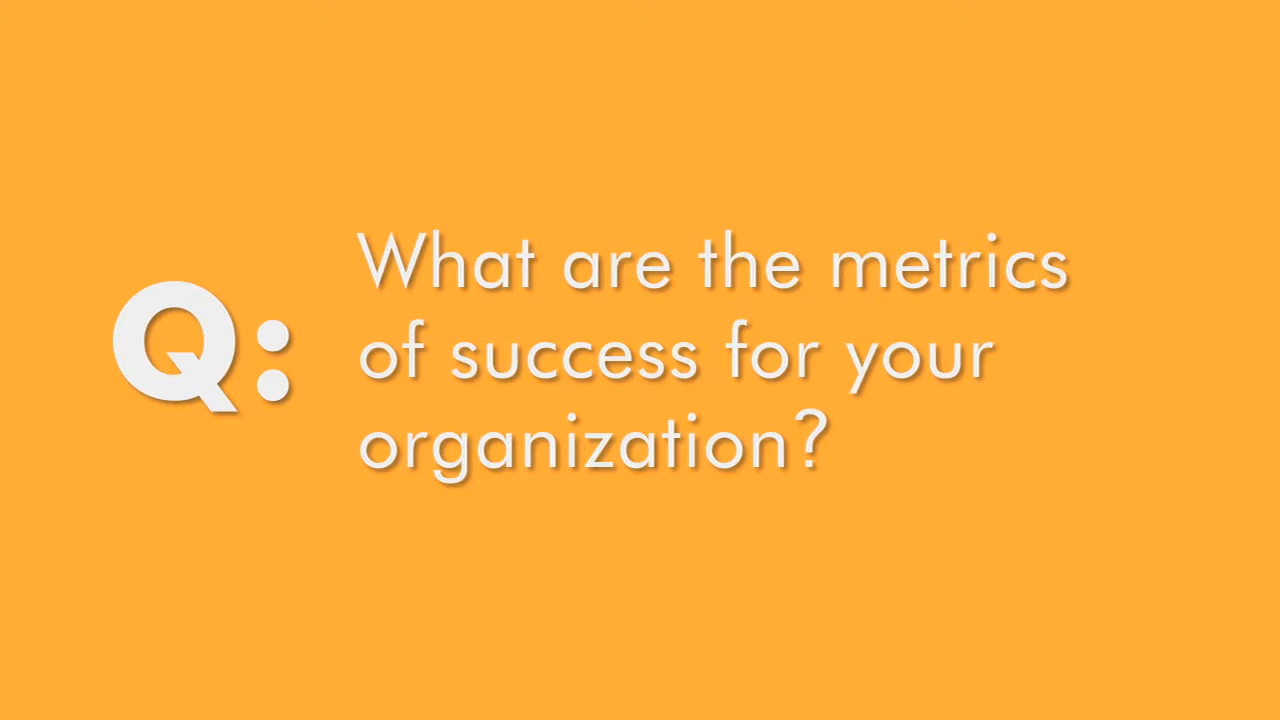 Q:
What are the metrics
of success for your
organization?